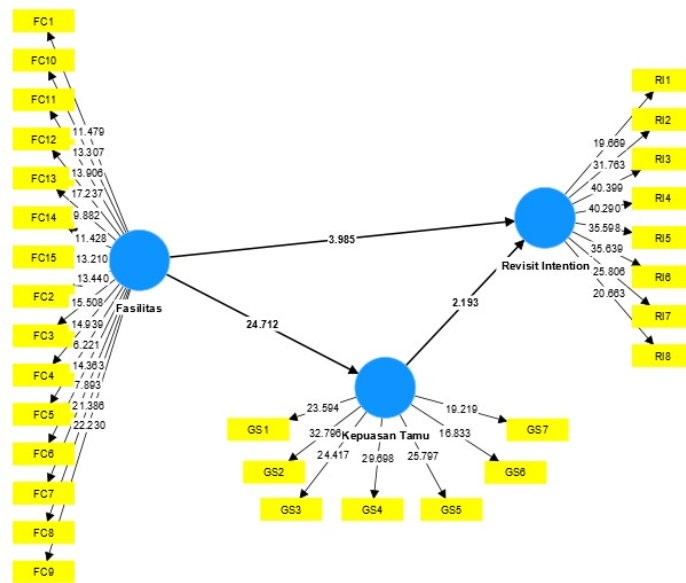 FC1
FC10
FC11
FC12
FC13
FC14
FC15
FC2
FC3
FC4
FC5
FC6
FC7
FC8
FC9
11.479
13.307
13.906
17.237
9.882
11.428
13.210
13.440
15.508
14.939
6.221
14.363
7.893
21.386
22.230
Fasilitas
3.985
24.712
2.193
Revisit Intention
19.669
31.763
40.399
40.290
35.598
35.639
25.806
20.663
RI1
RI2
RI3
RI4
RI5
RI6
RI7
RI8
Kepuasan Tamu
23.594
32.796
24.417
29.698
25.797
16.833
19.219
GS1
GS2
GS3
GS4
GS5
GS6
GS7